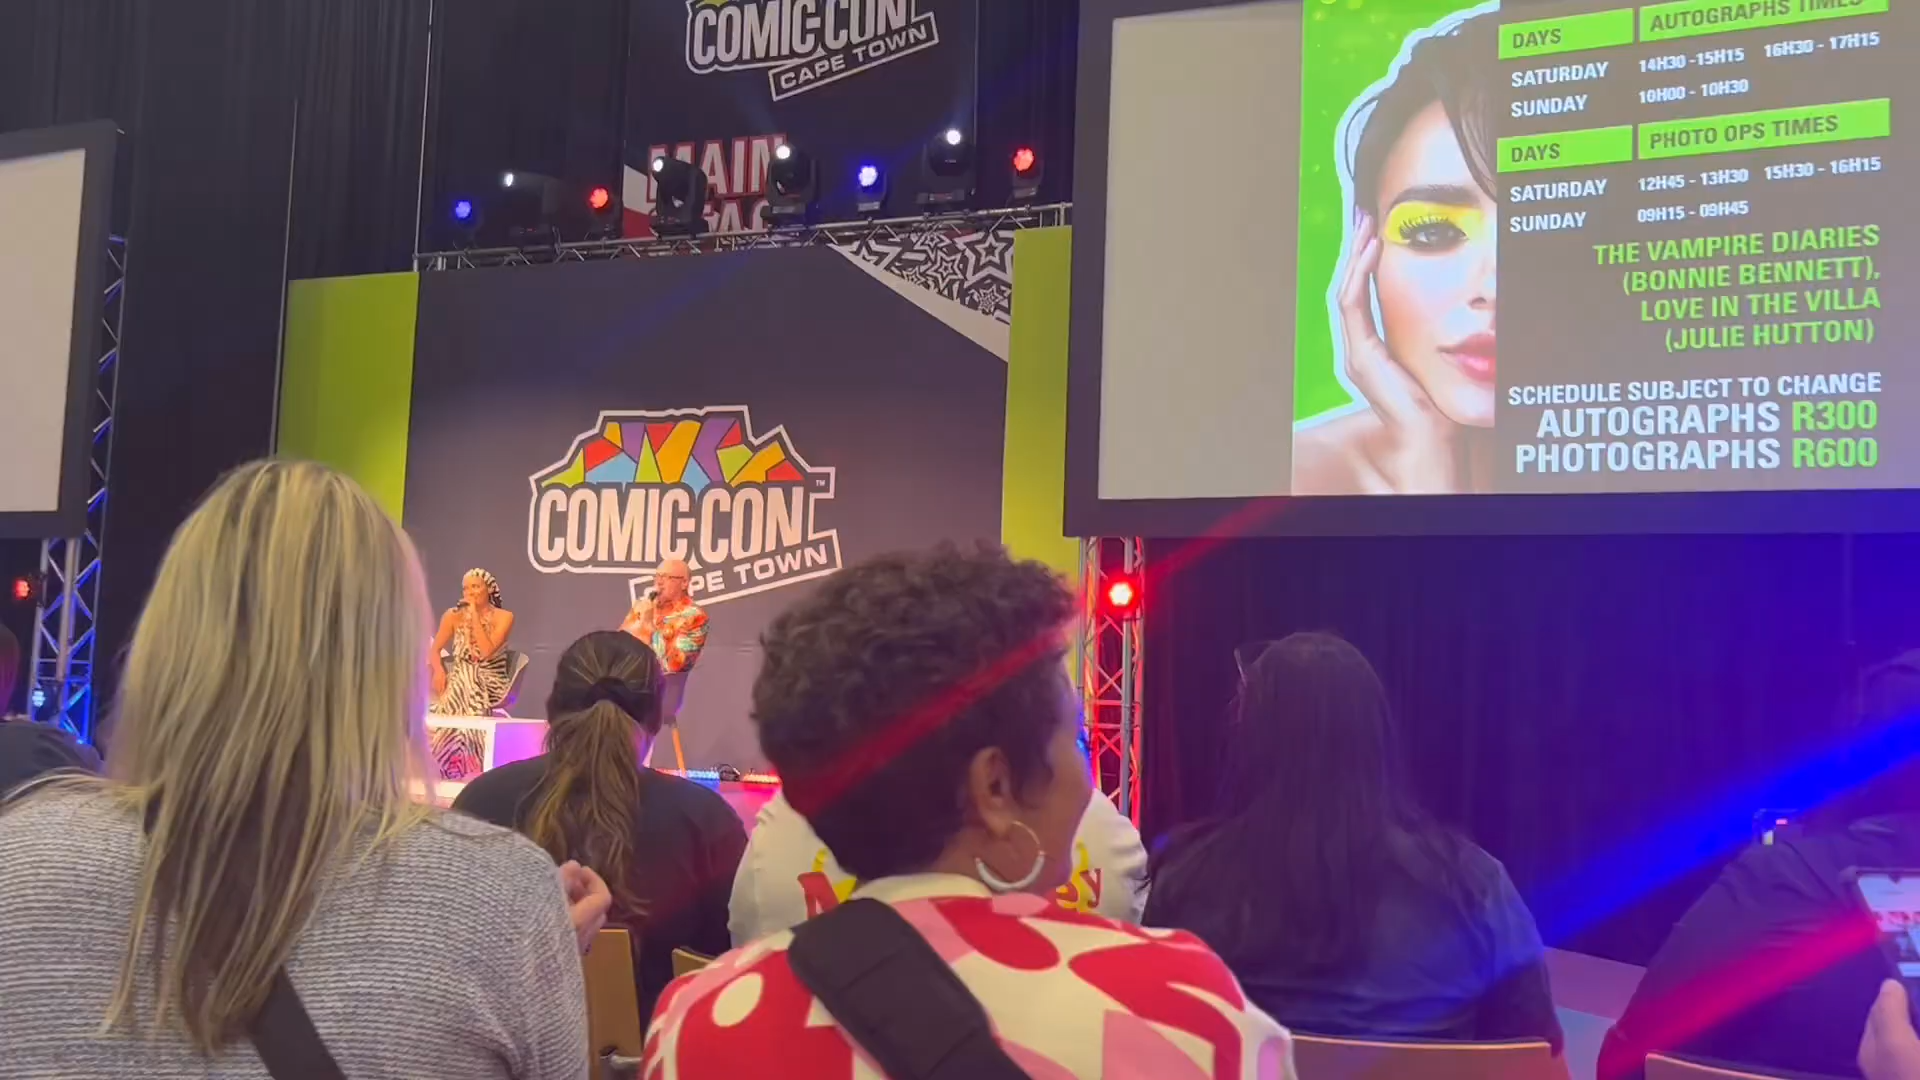 COMIC-CON
CAPE TOWN
MAIN
DAYS AUTOGRAPHS TIMES
SATURDAY 14H30 -15H15 16H30 - 17H15
SUNDAY 10H00 - 10H30
DAYS PHOTO OPS TIMES
SATURDAY 12H45 - 13H30 15H30 - 16H15
SUNDAY 09H15 - 09H45
THE VAMPIRE DIARIES
(BONNIE BENNETT),
LOVE IN THE VILLA
(JULIE HUTTON)
SCHEDULE SUBJECT TO CHANGE
AUTOGRAPHS R300
PHOTOGRAPHS R600
COMIC-CON TM
CAPE TOWN